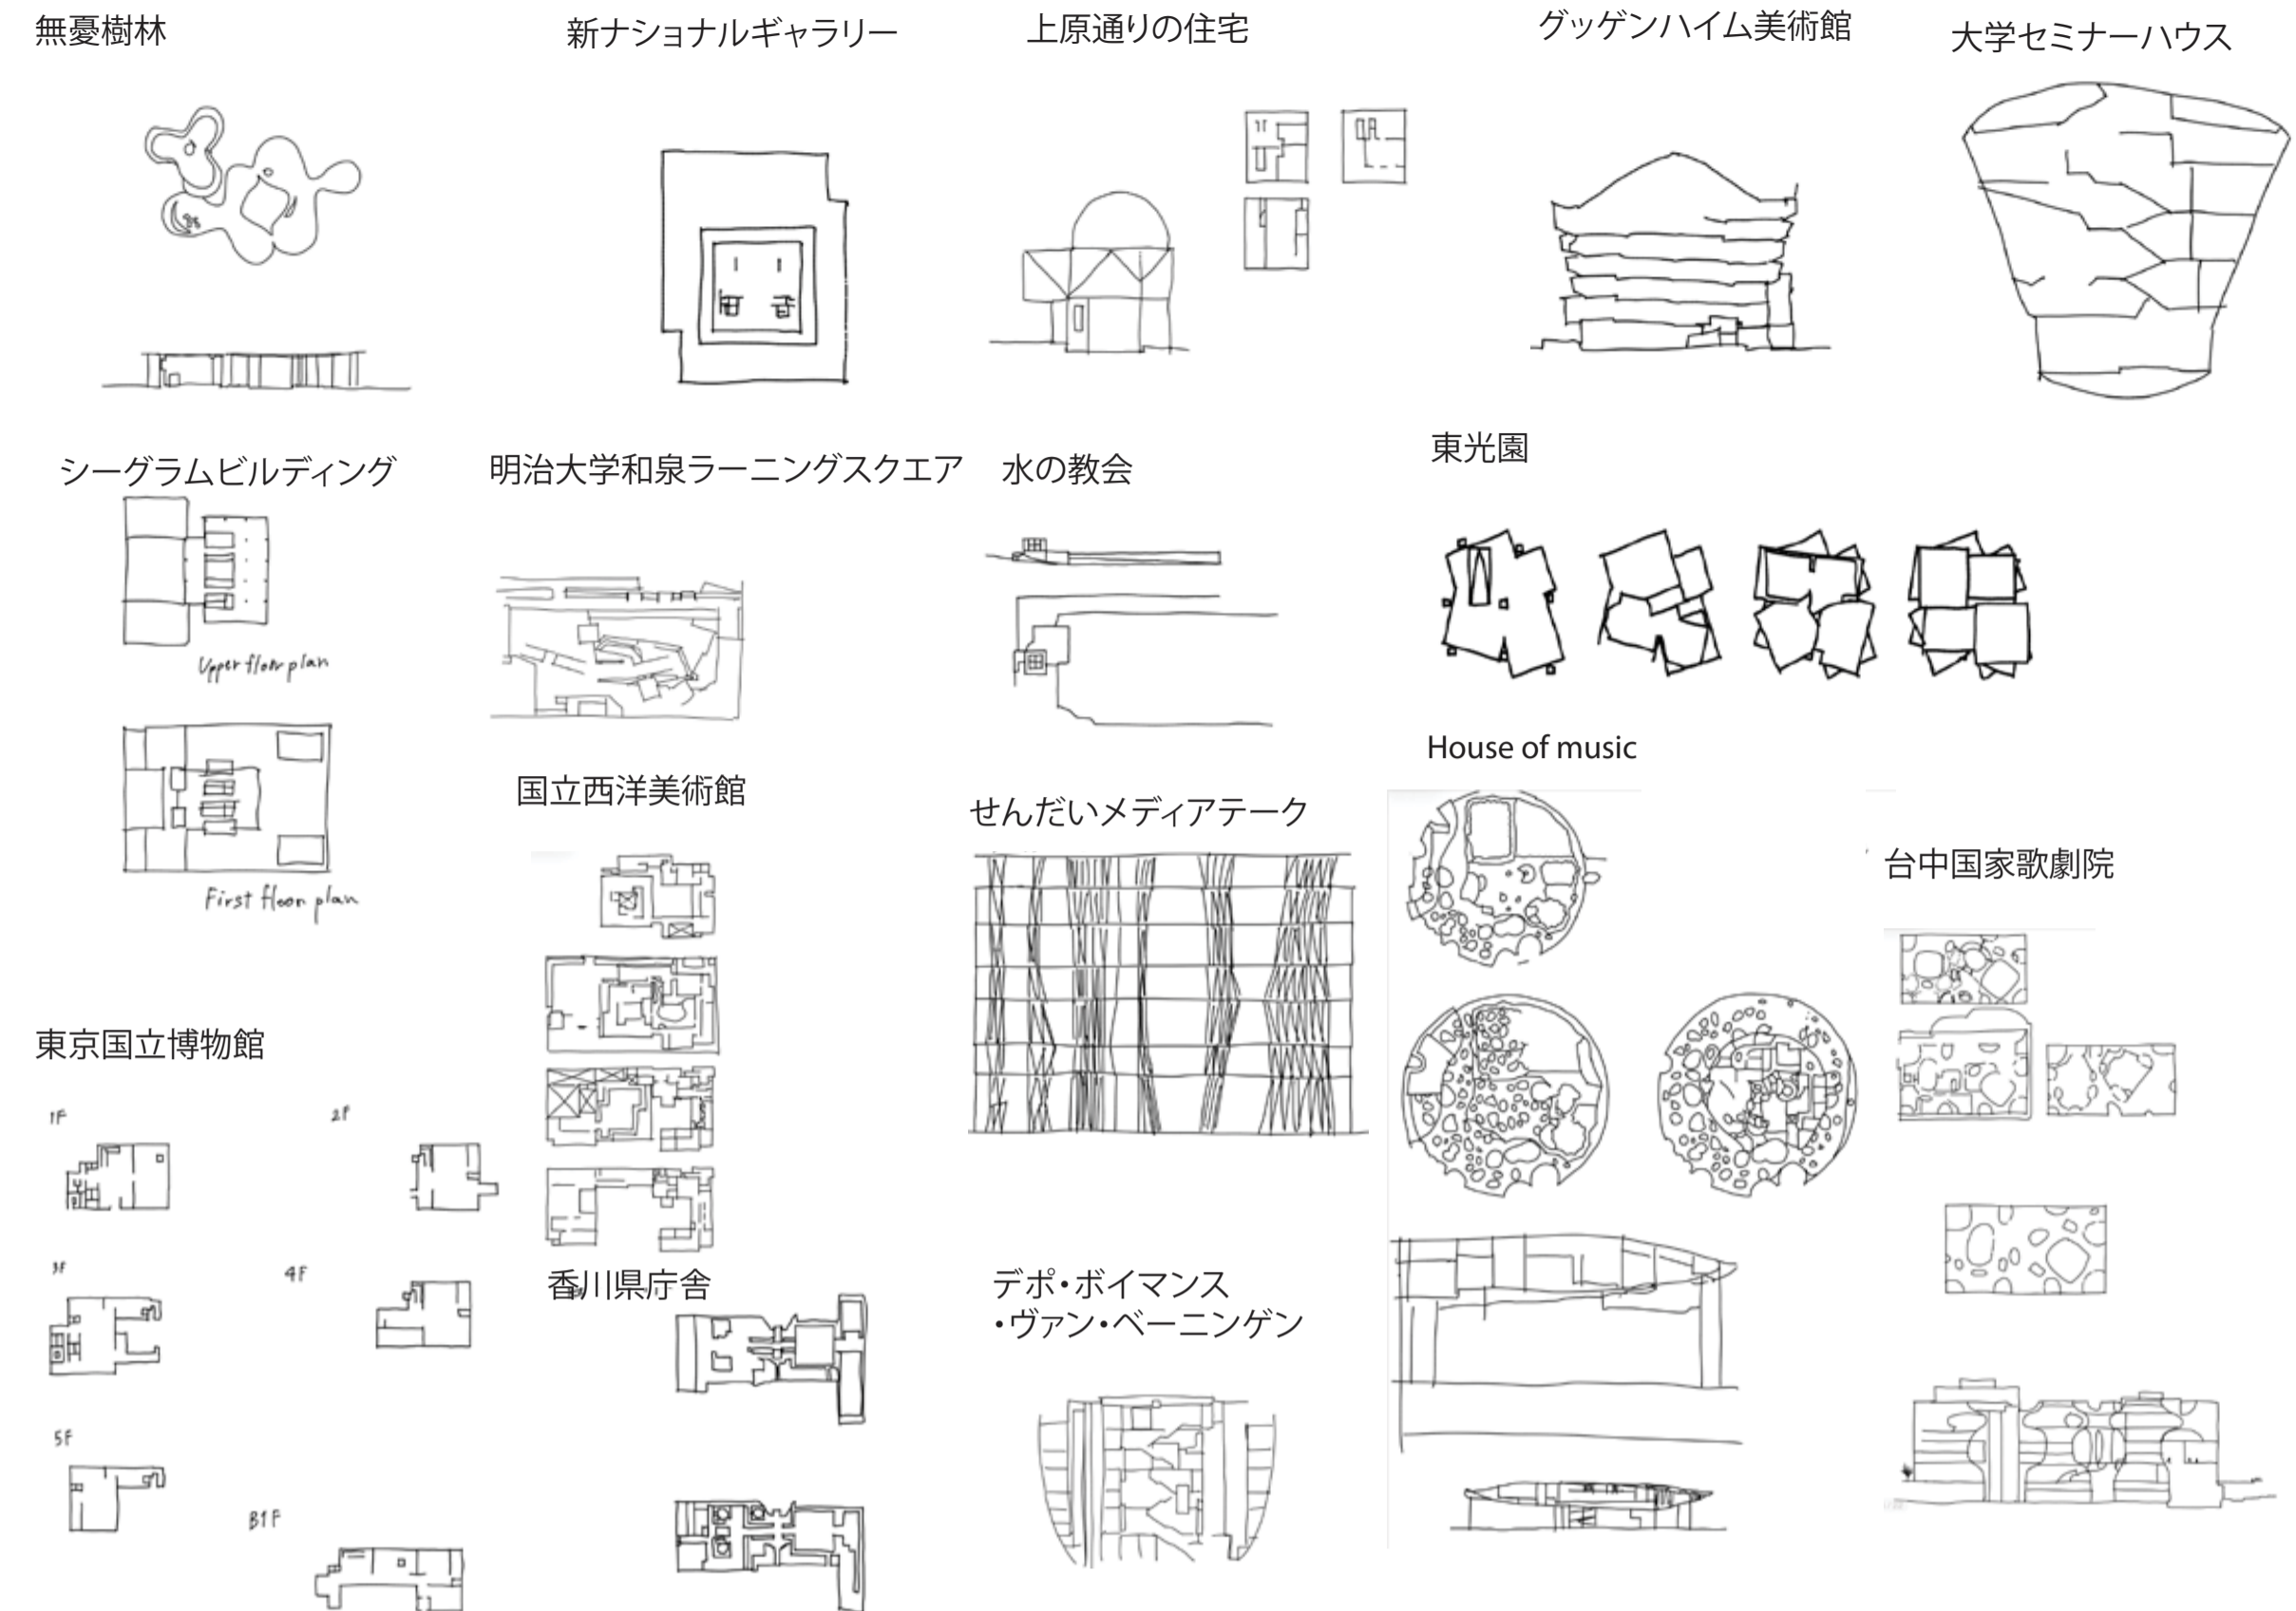 無憂樹林
新ナショナルギャラリー
上原通りの住宅
グッゲンハイム美術館
大学セミナーハウス
シーグラムビルディング
Upper floor plan
First floor plan
明治大学和泉ラーニングスクエア
水の教会
東光園
国立西洋美術館
せんだいメディアテーク
House of music
台中国家歌劇院
東京国立博物館
1F
2F
3F
4F
5F
B1F
香川県庁舎
デポ・ボイマンス
・ヴァン・ベーニンゲン